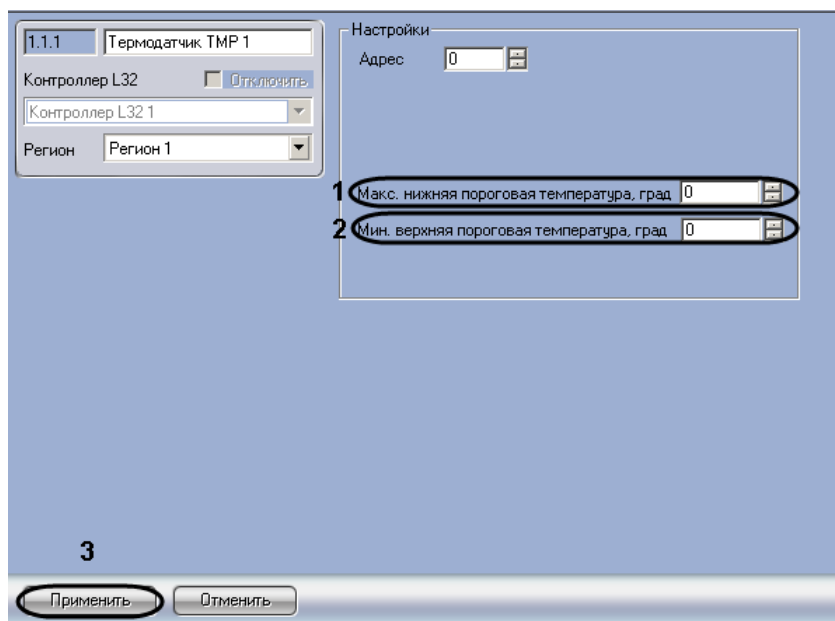 1.1.1 Термодатчик TMP 1
Контроллер L32 Отключить
Контроллер L32 1
Регион Регион 1
Настройки
Адрес 0
1 Макс. нижняя пороговая температура, град 0
2 Мин. верхняя пороговая температура, град 0
3
Применить Отменить